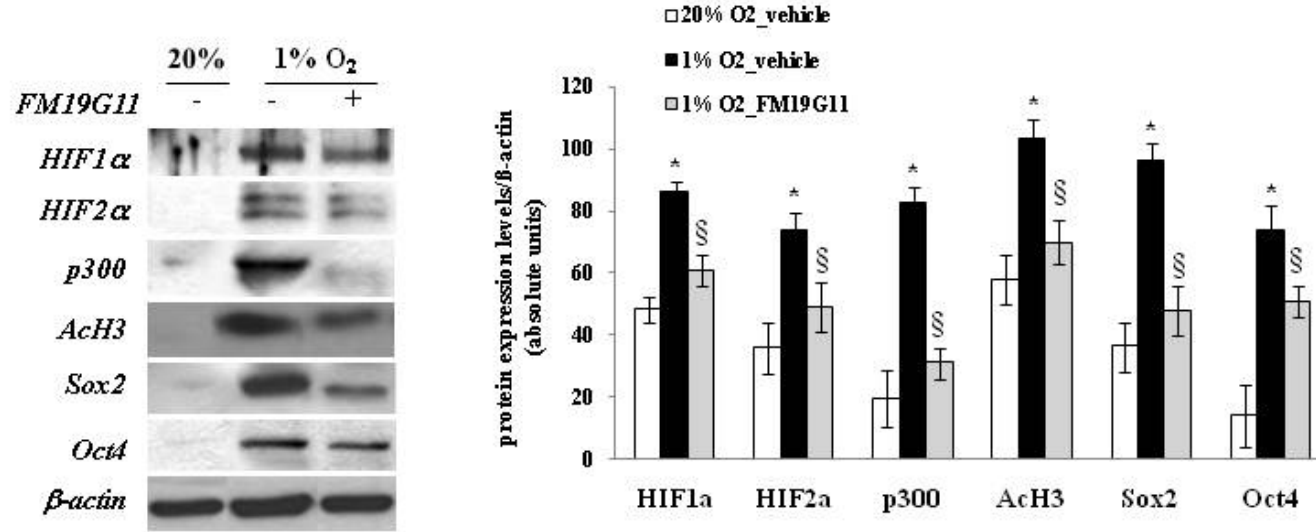 20% 1% O2
FM19G11 - - +
HIF1α
HIF2α
p300
AcH3
Sox2
Oct4
β-actin
20% O2_vehicle
1% O2_vehicle
1% O2_FM19G11
protein expression levels/ß-actin
(absolute units)
120
100
80
60
40
20
0
* § * § * § * § * § * §
HIF1a HIF2a p300 AcH3 Sox2 Oct4